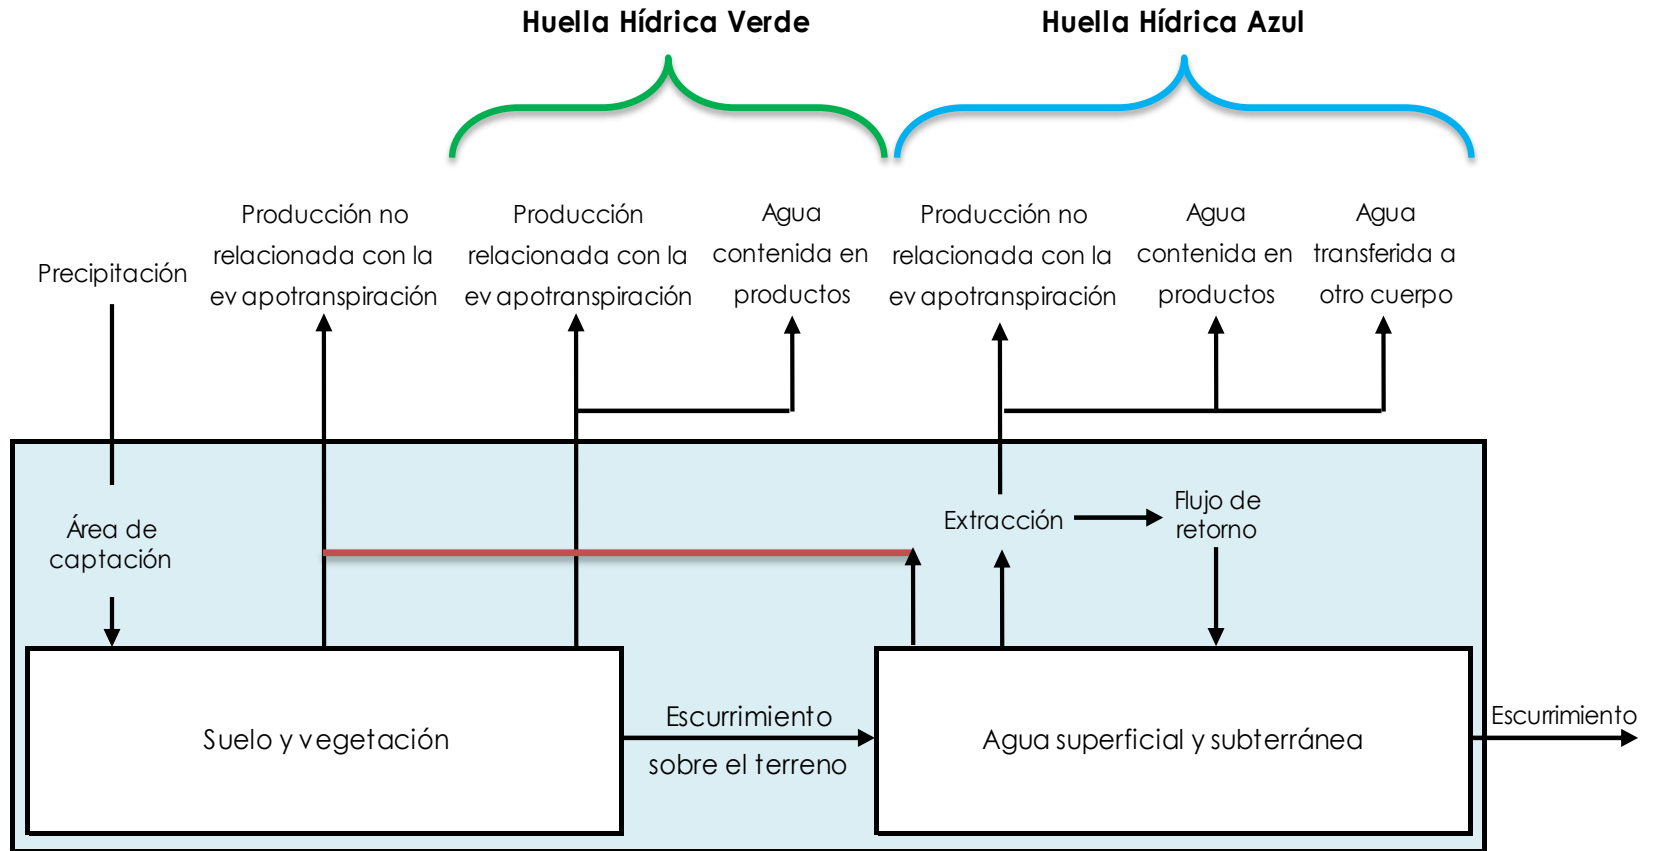 Huella Hídrica Verde
Huella Hídrica Azul
Precipitación
Producción no
relacionada con la
evapotranspiración
Producción
relacionada con la
evapotranspiración
Agua
contenida en
productos
Producción no
relacionada con la
evapotranspiración
Agua
contenida en
productos
Agua
transferida a
otro cuerpo
Área de
captación
Extracción
Flujo de
retorno
Suelo y vegetación
Escurrimiento
sobre el terreno
Agua superficial y subterránea
Escurrimiento